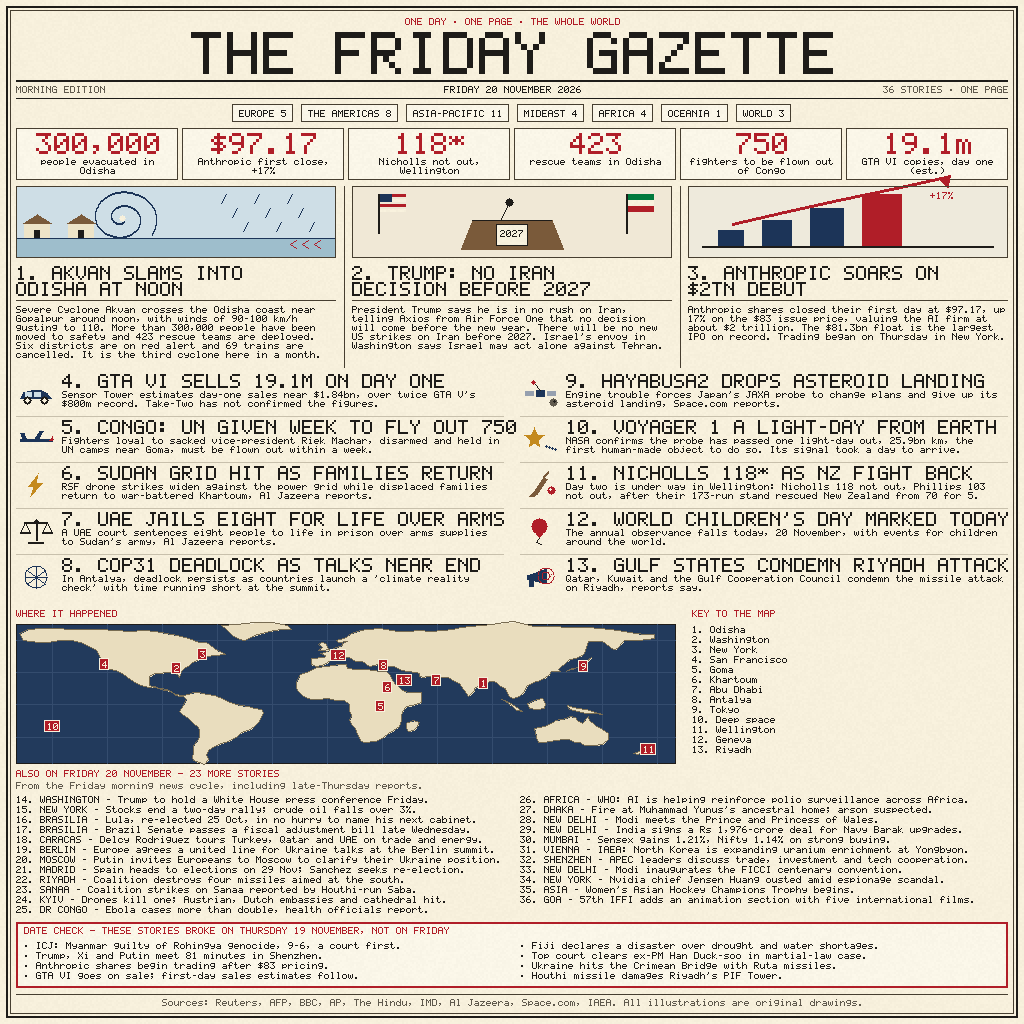 ONE DAY · ONE PAGE · THE WHOLE WORLD
THE FRIDAY GAZETTE
MORNING EDITION
FRIDAY 20 NOVEMBER 2026
36 STORIES · ONE PAGE
EUROPE 5
THE AMERICAS 8
ASIA-PACIFIC 11
MIDEAST 4
AFRICA 4
OCEANIA 1
WORLD 3
300,000
people evacuated in
Odisha
$97.17
Anthropic first close,
+17%
118*
Nicholls not out,
Wellington
423
rescue teams in Odisha
750
fighters to be flown out
of Congo
19.1m
GTA VI copies, day one
(est.)
2027
+17%
1. AKVAN SLAMS INTO
ODISHA AT NOON
Severe Cyclone Akvan crosses the Odisha coast near
Gopalpur around noon, with winds of 90-100 km/h
gusting to 110. More than 300,000 people have been
moved to safety and 423 rescue teams are deployed.
Six districts are on red alert and 69 trains are
cancelled. It is the third cyclone here in a month.
2. TRUMP: NO IRAN
DECISION BEFORE 2027
President Trump says he is in no rush on Iran,
telling Axios from Air Force One that no decision
will come before the new year. There will be no new
US strikes on Iran before 2027. Israel's envoy in
Washington says Israel may act alone against Tehran.
3. ANTHROPIC SOARS ON
$2TN DEBUT
Anthropic shares closed their first day at $97.17, up
17% on the $83 issue price, valuing the AI firm at
about $2 trillion. The $81.3bn float is the largest
IPO on record. Trading began on Thursday in New York.
4. GTA VI SELLS 19.1M ON DAY ONE
Sensor Tower estimates day-one sales near $1.84bn, over twice GTA V's
$800m record. Take-Two has not confirmed the figures.
5. CONGO: UN GIVEN WEEK TO FLY OUT 750
Fighters loyal to sacked vice-president Riek Machar, disarmed and held in
UN camps near Goma, must be flown out within a week.
6. SUDAN GRID HIT AS FAMILIES RETURN
RSF drone strikes widen against the power grid while displaced families
return to war-battered Khartoum, Al Jazeera reports.
7. UAE JAILS EIGHT FOR LIFE OVER ARMS
A UAE court sentences eight people to life in prison over arms supplies
to Sudan's army, Al Jazeera reports.
8. COP31 DEADLOCK AS TALKS NEAR END
In Antalya, deadlock persists as countries launch a 'climate reality
check' with time running short at the summit.
9. HAYABUSA2 DROPS ASTEROID LANDING
Engine trouble forces Japan's JAXA probe to change plans and give up its
asteroid landing, Space.com reports.
10. VOYAGER 1 A LIGHT-DAY FROM EARTH
NASA confirms the probe has passed one light-day out, 25.9bn km, the
first human-made object to do so. Its signal took a day to arrive.
11. NICHOLLS 118* AS NZ FIGHT BACK
Day two is under way in Wellington: Nicholls 118 not out, Phillips 103
not out, after their 173-run stand rescued New Zealand from 70 for 5.
12. WORLD CHILDREN'S DAY MARKED TODAY
The annual observance falls today, 20 November, with events for children
around the world.
13. GULF STATES CONDEMN RIYADH ATTACK
Qatar, Kuwait and the Gulf Cooperation Council condemn the missile attack
on Riyadh, reports say.
WHERE IT HAPPENED
4
2
3
10
12
8
13
6
5
7
1
9
11
KEY TO THE MAP
1. Odisha
2. Washington
3. New York
4. San Francisco
5. Goma
6. Khartoum
7. Abu Dhabi
8. Antalya
9. Tokyo
10. Deep space
11. Wellington
12. Geneva
13. Riyadh
ALSO ON FRIDAY 20 NOVEMBER – 23 MORE STORIES
From the Friday morning news cycle, including late-Thursday reports.
14. WASHINGTON - Trump to hold a White House press conference Friday.
15. NEW YORK - Stocks end a two-day rally; crude oil falls over 3%.
16. BRASILIA - Lula, re-elected 25 Oct, in no hurry to name his next cabinet.
17. BRASILIA - Brazil Senate passes a fiscal adjustment bill late Wednesday.
18. CARACAS - Delcy Rodriguez tours Turkey, Qatar and UAE on trade and energy.
19. BERLIN - Europe agrees a united line for Ukraine talks at the Berlin summit.
20. MOSCOW - Putin invites Europeans to Moscow to clarify their Ukraine position.
21. MADRID - Spain heads to elections on 29 Nov; Sanchez seeks re-election.
22. RIYADH - Coalition destroys four missiles aimed at the south.
23. SANAA - Coalition strikes on Sanaa reported by Houthi-run Saba.
24. KYIV - Drones kill one; Austrian, Dutch embassies and cathedral hit.
25. DR CONGO - Ebola cases more than double, health officials report.
26. AFRICA - WHO: AI is helping reinforce polio surveillance across Africa.
27. DHAKA - Fire at Muhammad Yunus's ancestral home; arson suspected.
28. NEW DELHI - Modi meets the Prince and Princess of Wales.
29. NEW DELHI - India signs a Rs 1,976-crore deal for Navy Barak upgrades.
30. MUMBAI - Sensex gains 1.21%, Nifty 1.14% on strong buying.
31. VIENNA - IAEA: North Korea is expanding uranium enrichment at Yongbyon.
32. SHENZHEN - APEC leaders discuss trade, investment and tech cooperation.
33. NEW DELHI - Modi inaugurates the FICCI centenary convention.
34. NEW YORK - Nvidia chief Jensen Huang ousted amid espionage scandal.
35. ASIA - Women's Asian Hockey Champions Trophy begins.
36. GOA - 57th IFFI adds an animation section with five international films.
DATE CHECK – THESE STORIES BROKE ON THURSDAY 19 NOVEMBER, NOT ON FRIDAY
· ICJ: Myanmar guilty of Rohingya genocide, 9-6, a court first.
· Trump, Xi and Putin meet 81 minutes in Shenzhen.
· Anthropic shares begin trading after $83 pricing.
· GTA VI goes on sale; first-day sales estimates follow.
· Fiji declares a disaster over drought and water shortages.
· Top court clears ex-PM Han Duck-soo in martial-law case.
· Ukraine hits the Crimean Bridge with Ruta missiles.
· Houthi missile damages Riyadh's PIF Tower.
Sources: Reuters, AFP, BBC, AP, The Hindu, IMD, Al Jazeera, Space.com, IAEA. All illustrations are original drawings.